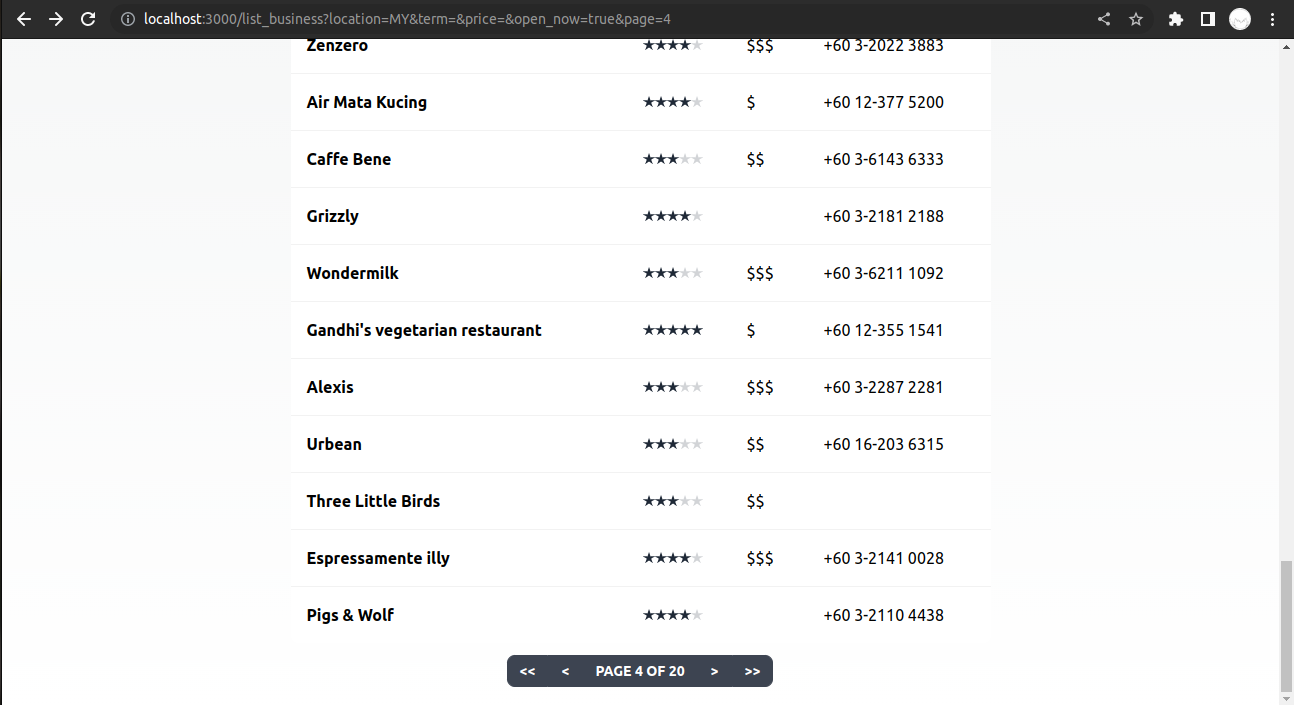 localhost:3000/list_business?location=MY&term=&price=&open_now=true&page=4
Zenzero ★★★★★ $$$ +60 3-2022 3883
Air Mata Kucing ★★★★★ $ +60 12-377 5200
Caffe Bene ★★★★★ $$ +60 3-6143 6333
Grizzly ★★★★★ +60 3-2181 2188
Wondermilk ★★★★★ $$$ +60 3-6211 1092
Gandhi's vegetarian restaurant ★★★★★ $ +60 12-355 1541
Alexis ★★★★★ $$$ +60 3-2287 2281
Urbean ★★★★★ $$ +60 16-203 6315
Three Little Birds ★★★★★ $$
Espressamente illy ★★★★★ $$$ +60 3-2141 0028
Pigs & Wolf ★★★★★ +60 3-2110 4438
<< < PAGE 4 OF 20 > >>